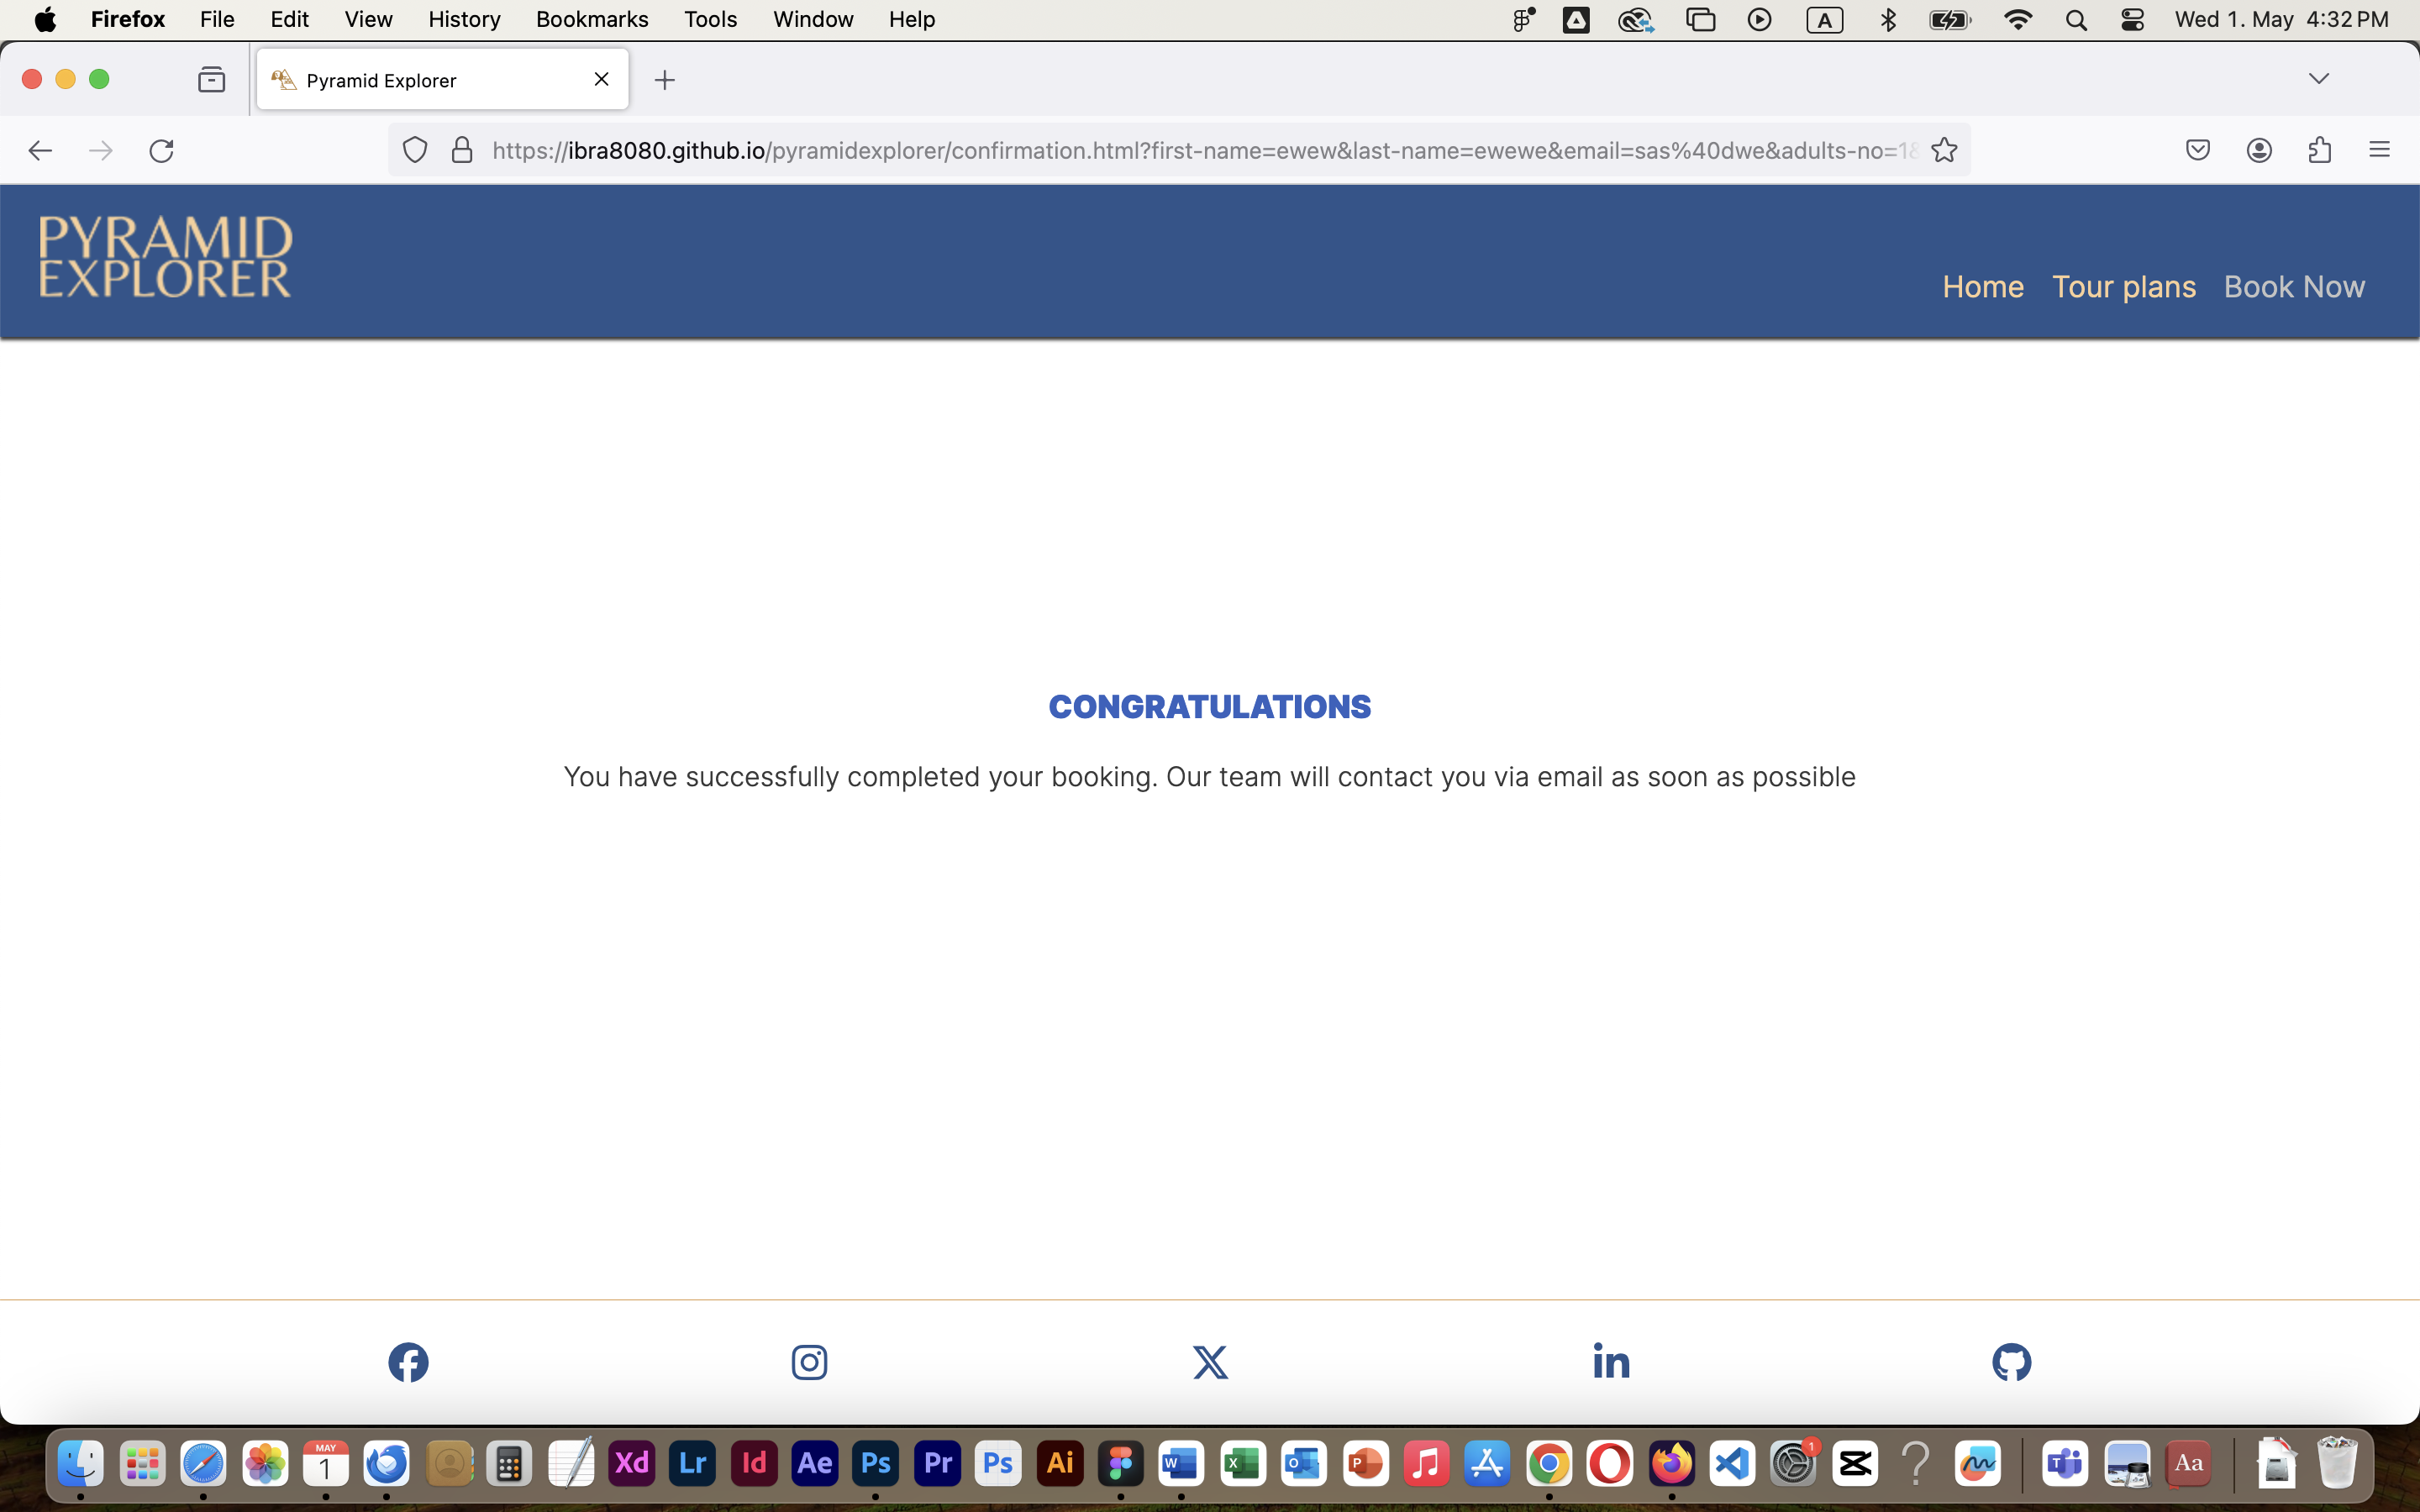 Firefox File Edit View History Bookmarks Tools Window Help A Wed 1. May 4:32 PM
Pyramid Explorer
https://ibra8080.github.io/pyramidexplorer/confirmation.html?first-name=ewew&last-name=ewewe&email=sas%40dwe&adults-no=1&
PYRAMID
EXPLORER
Home Tour plans Book Now
CONGRATULATIONS
You have successfully completed your booking. Our team will contact you via email as soon as possible
MAY
1 Xd Lr Id Ae Ps Pr Ps Ai W X O P 1 T Aa